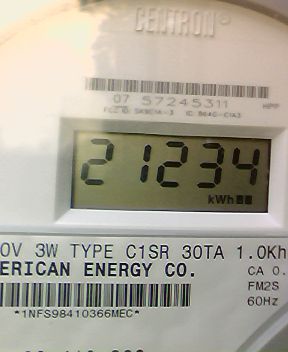 CENTRON®
07 57245311
21234
kWh
0V 3W TYPE C1SR 30TA 1.0Kh
ERICAN ENERGY CO.
CA 0.
FM2S
60Hz
*1NFS98410366MEC*